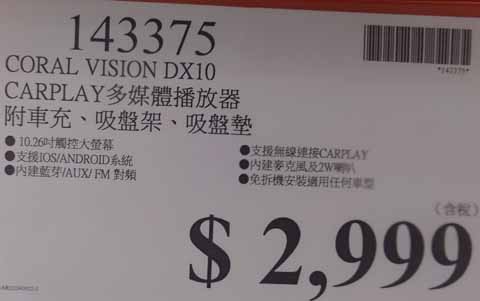 143375
*143375*
CORAL VISION DX10
CARPLAY多媒體播放器
附車充、吸盤架、吸盤墊
●10.26吋觸控大螢幕
●支援IOS/ANDROID系統
●內建藍芽/AUX/ FM 對頻
●支援無線連接CARPLAY
●內建麥克風及2W喇叭
●免拆機安裝適用任何車型
(含稅)
$ 2,999